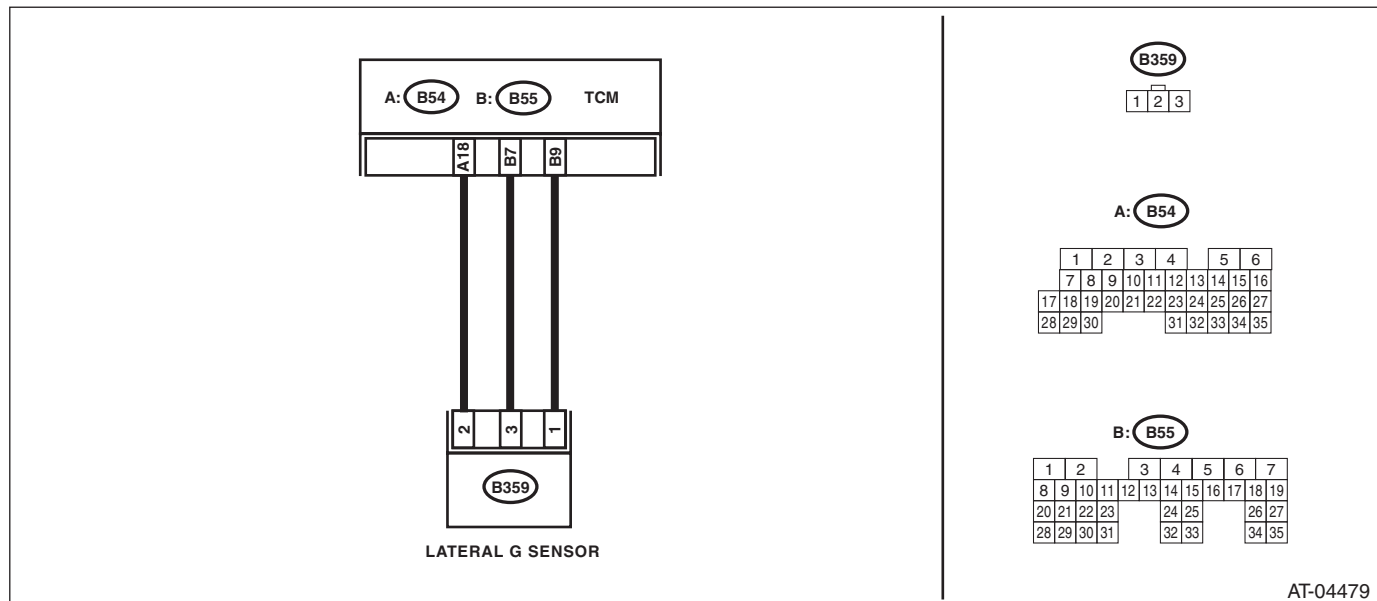 A: B54 B: B55 TCM
A18 B7 B9
2 3 1
B359
LATERAL G SENSOR
B359
1 2 3
A: B54
1 2 3 4 5 6
7 8 9 10 11 12 13 14 15 16
17 18 19 20 21 22 23 24 25 26 27
28 29 30 31 32 33 34 35
B: B55
1 2 3 4 5 6 7
8 9 10 11 12 13 14 15 16 17 18 19
20 21 22 23 24 25 26 27
28 29 30 31 32 33 34 35
AT-04479